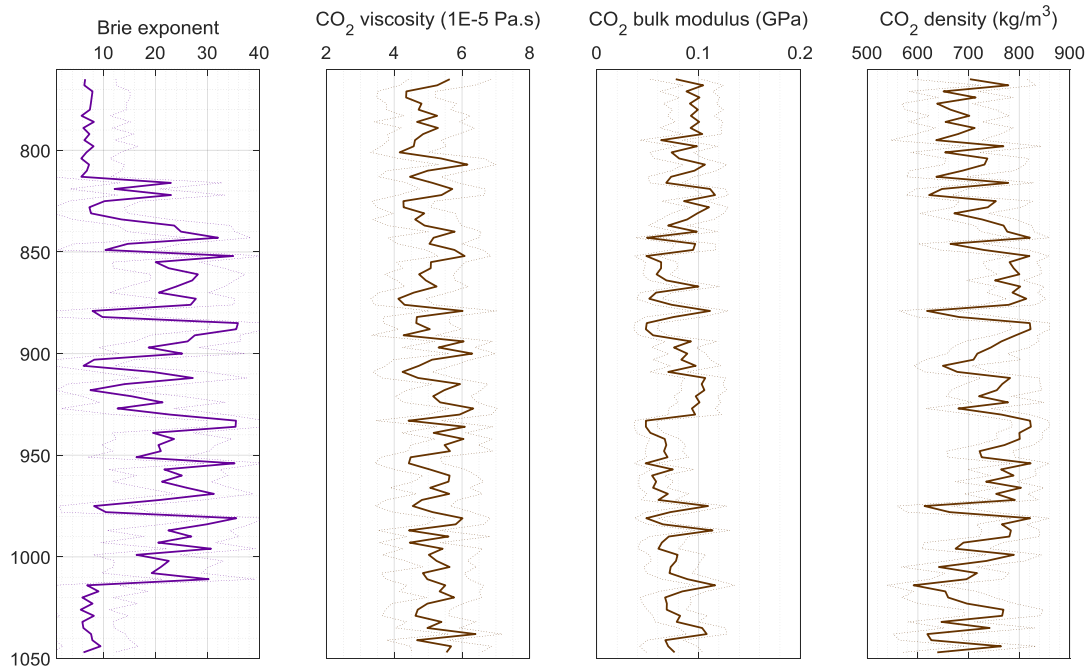 Brie exponent
CO2 viscosity (1E-5 Pa.s)
CO2 bulk modulus (GPa)
CO2 density (kg/m3)
10 20 30 40
2 4 6 8
0 0.1 0.2
500 600 700 800 900
800
850
900
950
1000
1050